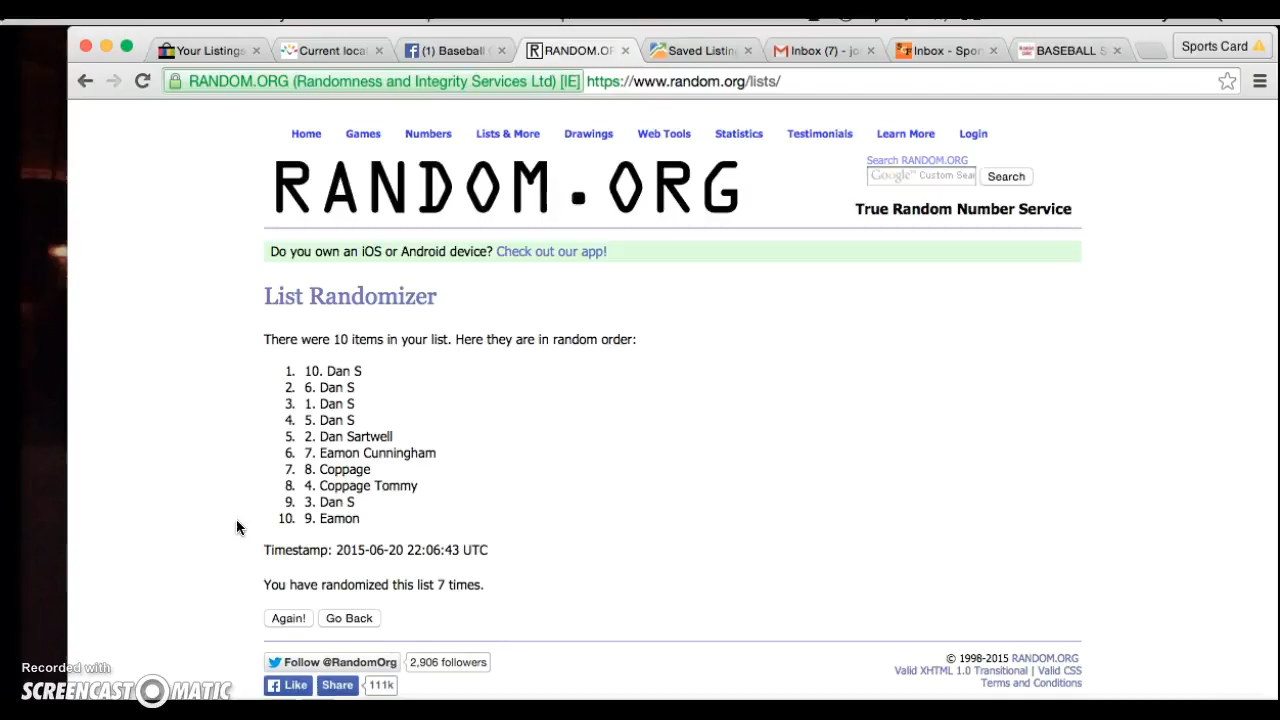 Your Listings
Current local
(1) Baseball
RANDOM.OR
Saved Listin
Inbox (7) - jo
Inbox - Spor
BASEBALL S
Sports Card
RANDOM.ORG (Randomness and Integrity Services Ltd) [IE] https://www.random.org/lists/
Home Games Numbers Lists & More Drawings Web Tools Statistics Testimonials Learn More Login
RANDOM.ORG
Search RANDOM.ORG
Google™ Custom Sear Search
True Random Number Service
Do you own an iOS or Android device? Check out our app!
List Randomizer
There were 10 items in your list. Here they are in random order:
1. 10. Dan S
2. 6. Dan S
3. 1. Dan S
4. 5. Dan S
5. 2. Dan Sartwell
6. 7. Eamon Cunningham
7. 8. Coppage
8. 4. Coppage Tommy
9. 3. Dan S
10. 9. Eamon
Timestamp: 2015-06-20 22:06:43 UTC
You have randomized this list 7 times.
Again! Go Back
Follow @RandomOrg 2,906 followers
Like Share 111k
© 1998-2015 RANDOM.ORG
Valid XHTML 1.0 Transitional | Valid CSS
Terms and Conditions
Recorded with
SCREENCAST-O-MATIC